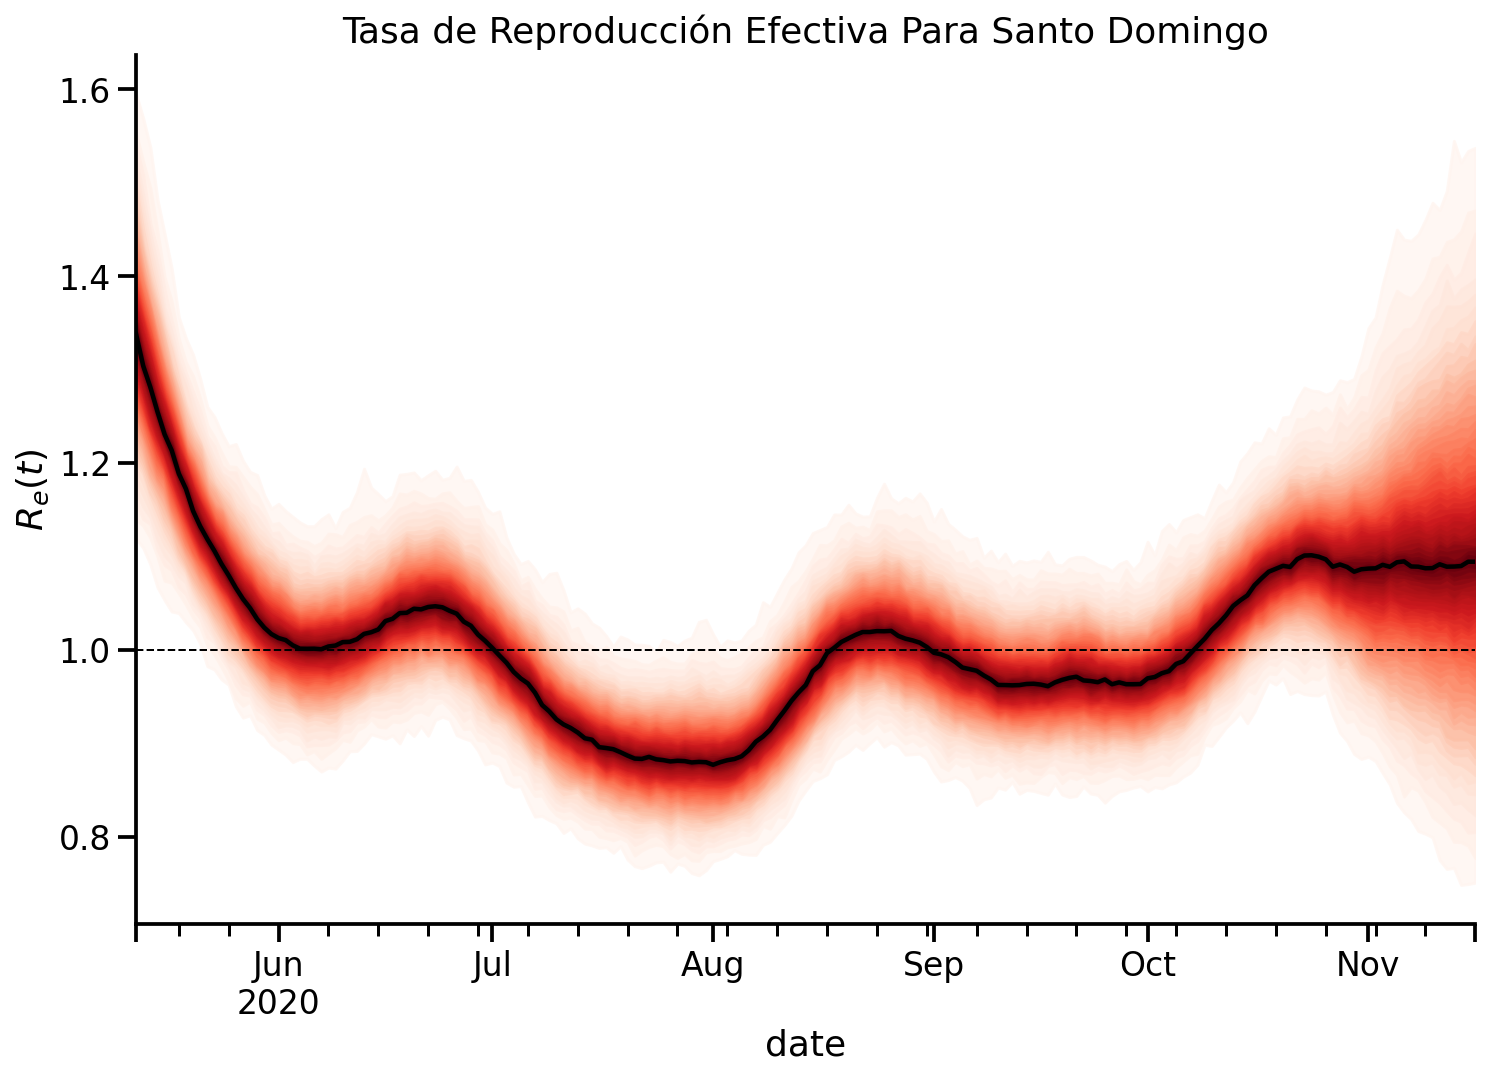 Tasa de Reproducción Efectiva Para Santo Domingo
1.6
1.4
1.2
1.0
0.8
Rₑ(t)
Jun Jul Aug Sep Oct Nov
2020
date